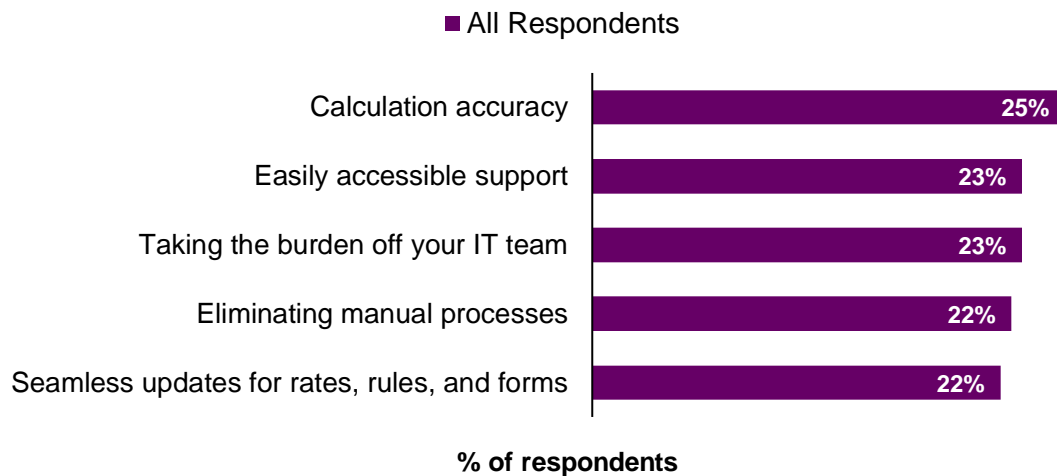 All Respondents
Calculation accuracy 25%
Easily accessible support 23%
Taking the burden off your IT team 23%
Eliminating manual processes 22%
Seamless updates for rates, rules, and forms 22%
% of respondents